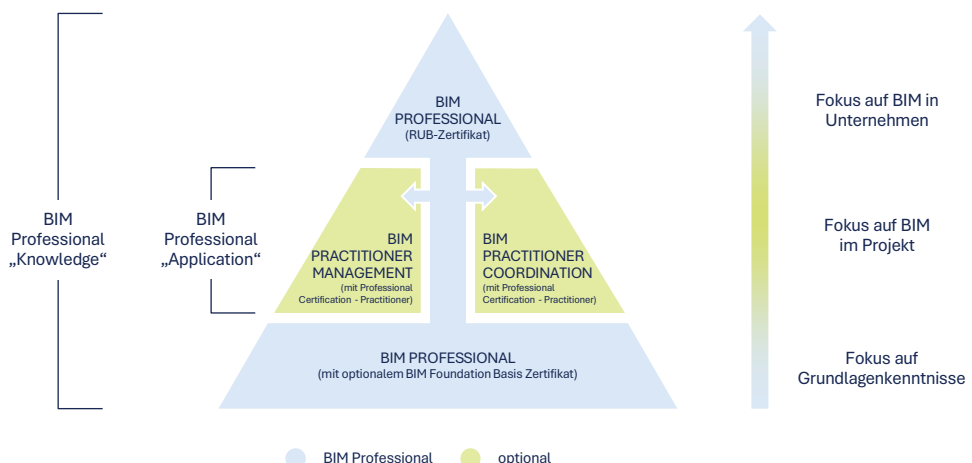 BIM
PROFESSIONAL
(RUB-Zertifikat)
Fokus auf BIM in
Unternehmen
BIM
Professional
„Knowledge“
BIM
Professional
„Application“
BIM
PRACTITIONER
MANAGEMENT
(mit Professional
Certification - Practitioner)
BIM
PRACTITIONER
COORDINATION
(mit Professional
Certification - Practitioner)
Fokus auf BIM
im Projekt
BIM PROFESSIONAL
(mit optionalem BIM Foundation Basis Zertifikat)
Fokus auf
Grundlagenkenntnisse
BIM Professional
optional